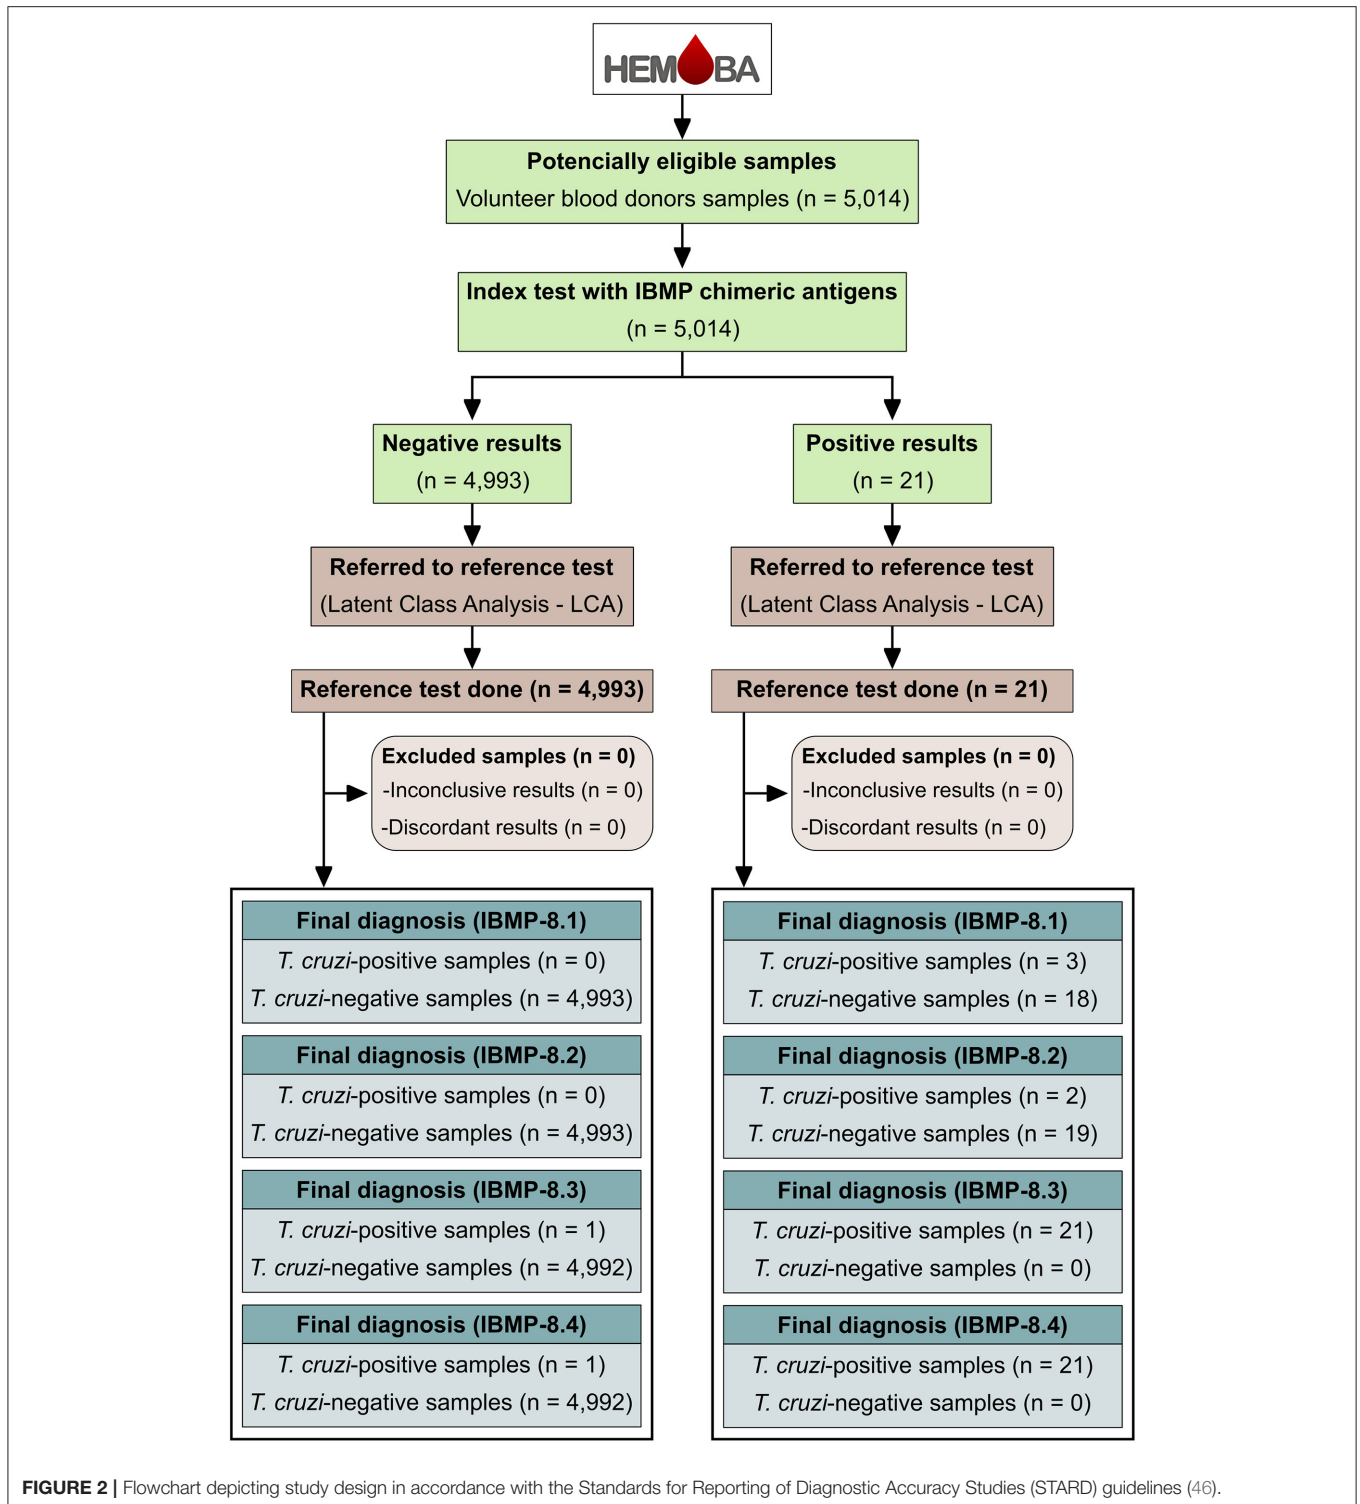 HEMOBA
Potencially eligible samples
Volunteer blood donors samples (n = 5,014)
Index test with IBMP chimeric antigens
(n = 5,014)
Negative results
(n = 4,993)
Positive results
(n = 21)
Referred to reference test
(Latent Class Analysis - LCA)
Referred to reference test
(Latent Class Analysis - LCA)
Reference test done (n = 4,993)
Reference test done (n = 21)
Excluded samples (n = 0)
-Inconclusive results (n = 0)
-Discordant results (n = 0)
Excluded samples (n = 0)
-Inconclusive results (n = 0)
-Discordant results (n = 0)
Final diagnosis (IBMP-8.1)
T. cruzi-positive samples (n = 0)
T. cruzi-negative samples (n = 4,993)
Final diagnosis (IBMP-8.2)
T. cruzi-positive samples (n = 0)
T. cruzi-negative samples (n = 4,993)
Final diagnosis (IBMP-8.3)
T. cruzi-positive samples (n = 1)
T. cruzi-negative samples (n = 4,992)
Final diagnosis (IBMP-8.4)
T. cruzi-positive samples (n = 1)
T. cruzi-negative samples (n = 4,992)
Final diagnosis (IBMP-8.1)
T. cruzi-positive samples (n = 3)
T. cruzi-negative samples (n = 18)
Final diagnosis (IBMP-8.2)
T. cruzi-positive samples (n = 2)
T. cruzi-negative samples (n = 19)
Final diagnosis (IBMP-8.3)
T. cruzi-positive samples (n = 21)
T. cruzi-negative samples (n = 0)
Final diagnosis (IBMP-8.4)
T. cruzi-positive samples (n = 21)
T. cruzi-negative samples (n = 0)
FIGURE 2 | Flowchart depicting study design in accordance with the Standards for Reporting of Diagnostic Accuracy Studies (STARD) guidelines (46).